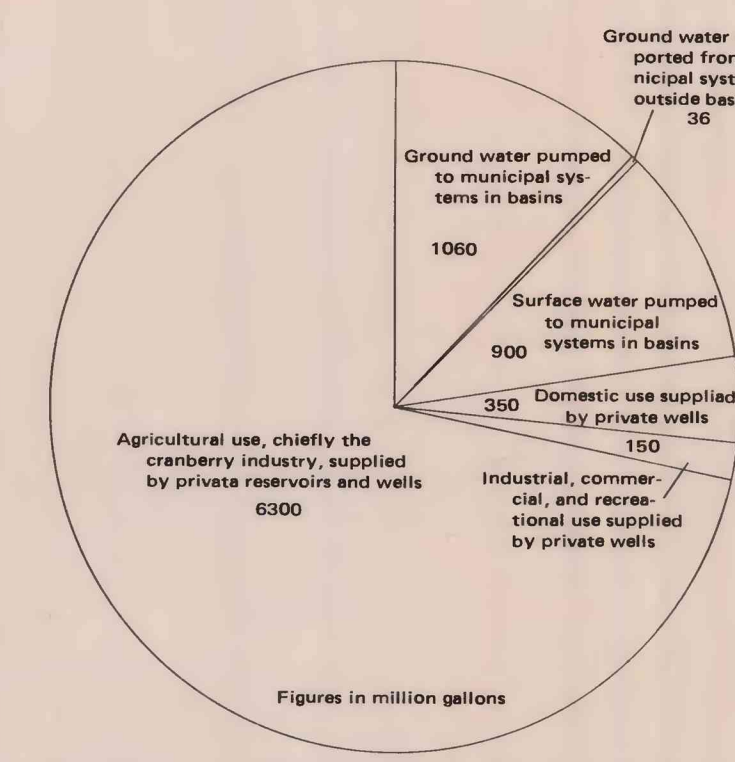 Ground water
ported from
nicipal syst
outside bas
36
Ground water pumped
to municipal sys-
tems in basins
1060
Surface water pumped
to municipal
systems in basins
900
Domestic use suppliad
by private wells
350
150
Industrial, commer-
cial, and recrea-
tional use supplied
by private wells
Agricultural use, chiefly the
cranberry industry, supplied
by privata reservoirs and wells
6300
Figures in million gallons